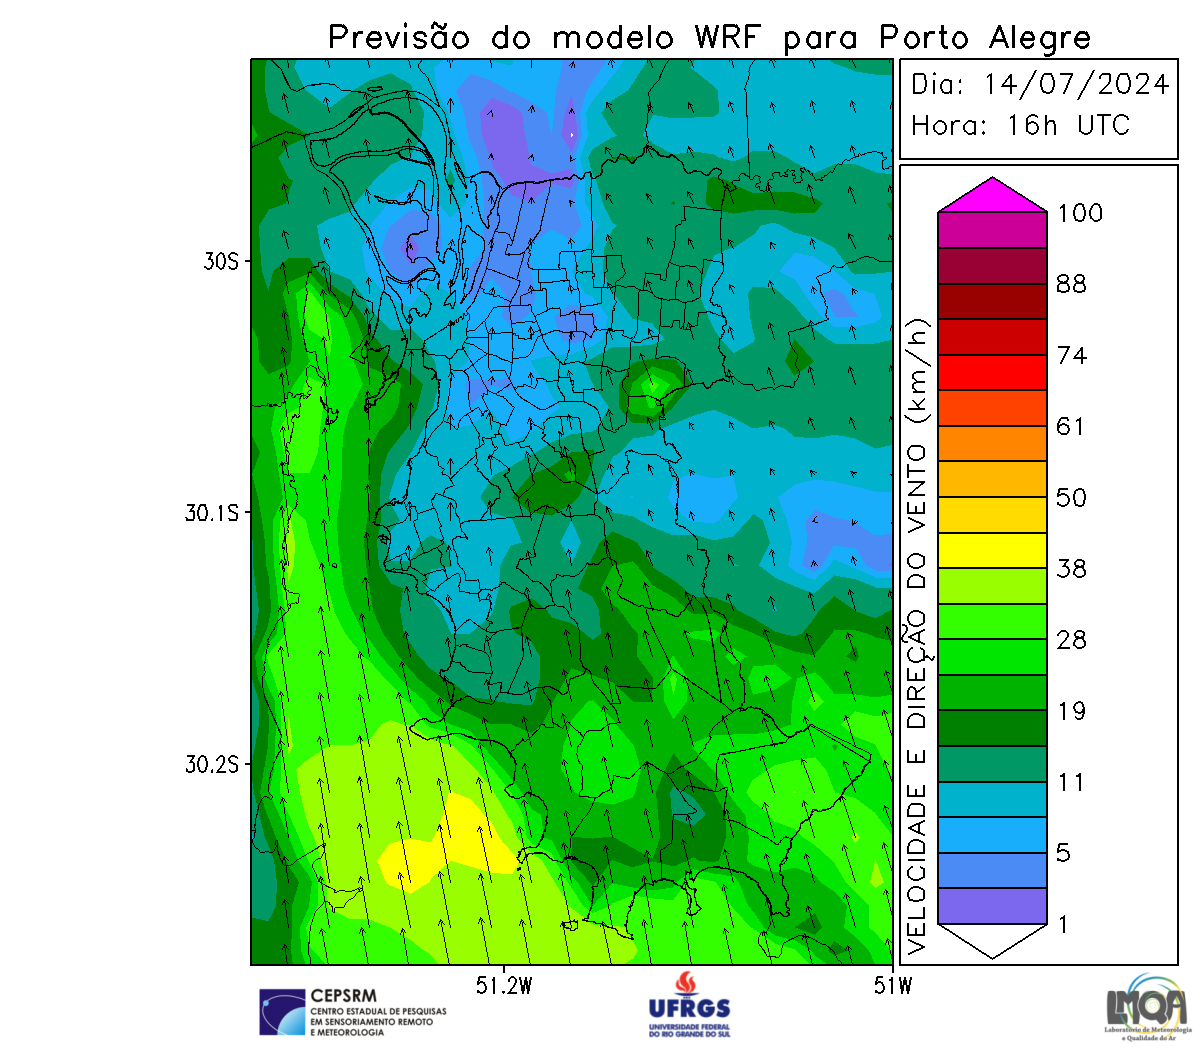 Previsão do modelo WRF para Porto Alegre
Dia: 14/07/2024
Hora: 16h UTC
30S
30.1S
30.2S
51.2W
51W
VELOCIDADE E DIREÇÃO DO VENTO (km/h)
100
88
74
61
50
38
28
19
11
5
1
CEPSRM
CENTRO ESTADUAL DE PESQUISAS
EM SENSORIAMENTO REMOTO
E METEOROLOGIA
UFRGS
UNIVERSIDADE FEDERAL
DO RIO GRANDE DO SUL
LMQA
Laboratório de Meteorologia
e Qualidade do Ar